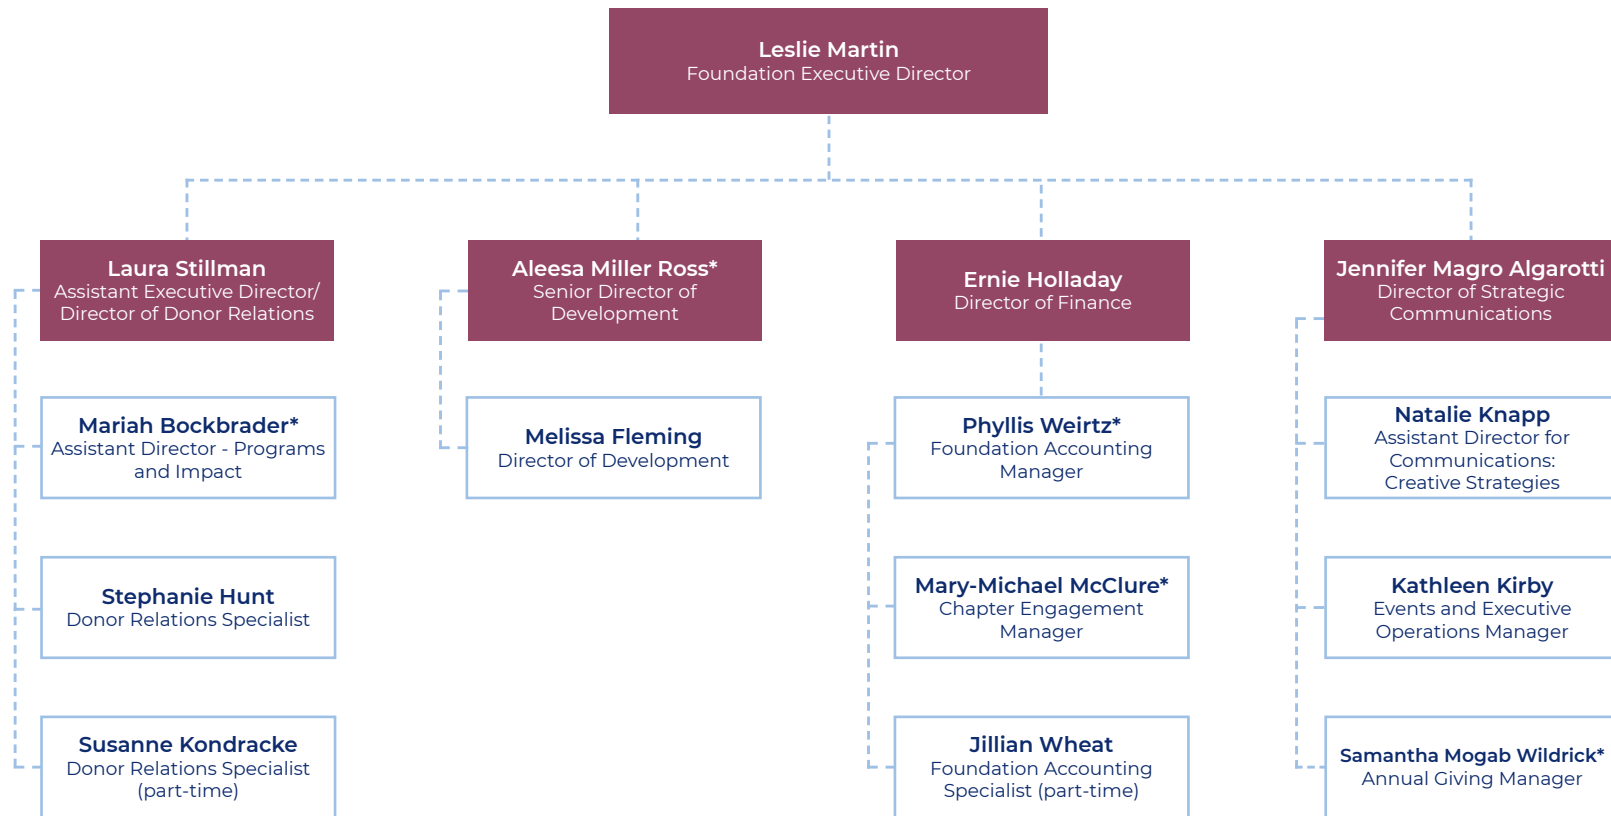 Leslie Martin
Foundation Executive Director
Laura Stillman
Assistant Executive Director/
Director of Donor Relations
Aleesa Miller Ross*
Senior Director of
Development
Ernie Holladay
Director of Finance
Jennifer Magro Algarotti
Director of Strategic
Communications
Mariah Bockbrader*
Assistant Director - Programs
and Impact
Melissa Fleming
Director of Development
Phyllis Weirtz*
Foundation Accounting
Manager
Natalie Knapp
Assistant Director for
Communications:
Creative Strategies
Stephanie Hunt
Donor Relations Specialist
Mary-Michael McClure*
Chapter Engagement
Manager
Kathleen Kirby
Events and Executive
Operations Manager
Susanne Kondracke
Donor Relations Specialist
(part-time)
Jillian Wheat
Foundation Accounting
Specialist (part-time)
Samantha Mogab Wildrick*
Annual Giving Manager